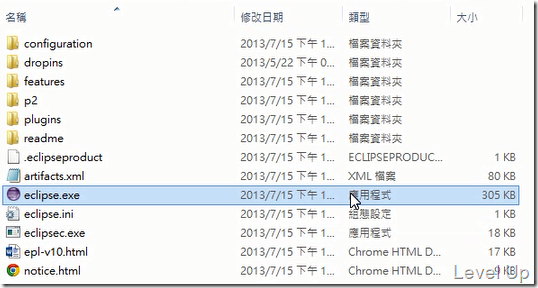 名稱 修改日期 類型 大小
configuration 2013/7/15 下午 1... 檔案資料夾
dropins 2013/5/22 下午 0... 檔案資料夾
features 2013/7/15 下午 1... 檔案資料夾
p2 2013/7/15 下午 1... 檔案資料夾
plugins 2013/7/15 下午 1... 檔案資料夾
readme 2013/7/15 下午 1... 檔案資料夾
.eclipseproduct 2013/7/15 下午 1... ECLIPSEPRODUC... 1 KB
artifacts.xml 2013/7/15 下午 1... XML 檔案 80 KB
eclipse.exe 2013/7/15 下午 1... 應用程式 305 KB
eclipse.ini 2013/7/15 下午 1... 組態設定 1 KB
eclipsec.exe 2013/7/15 下午 1... 應用程式 18 KB
epl-v10.html 2013/7/15 下午 1... Chrome HTML D... 17 KB
notice.html 2013/7/15 下午 1... Chrome HTML D... 9 KB
Level Up